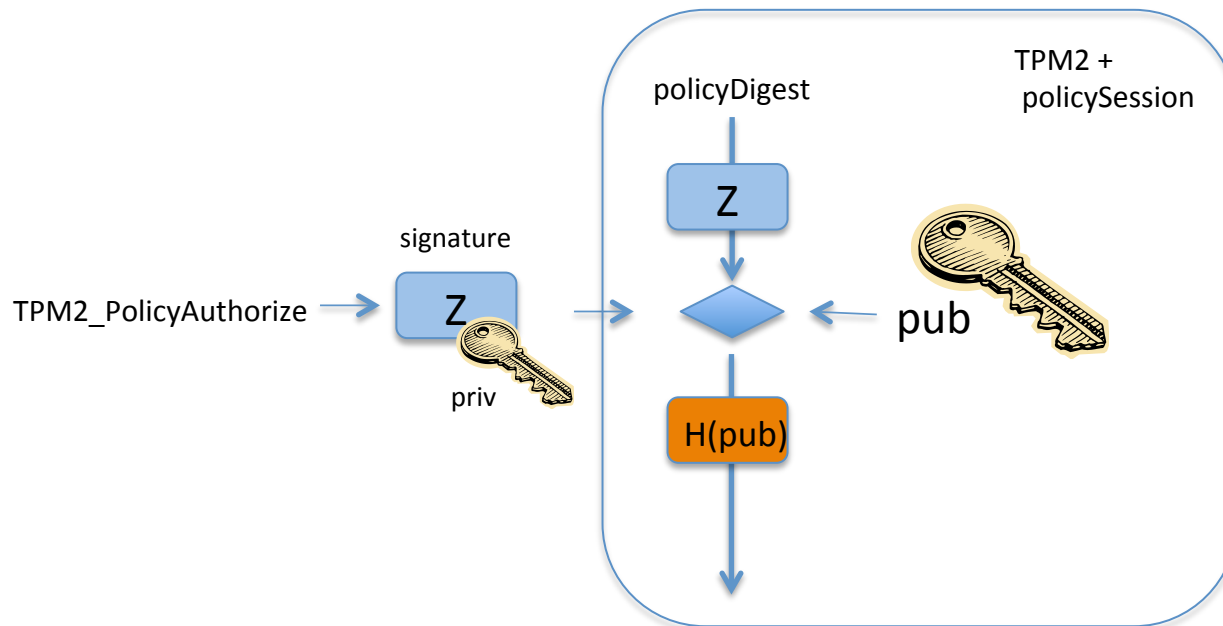 TPM2 +
policySession
policyDigest
Z
signature
TPM2_PolicyAuthorize
Z
pub
priv
H(pub)